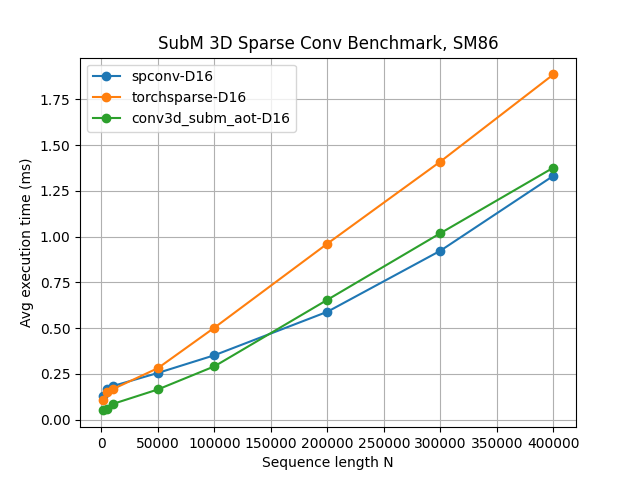 SubM 3D Sparse Conv Benchmark, SM86
spconv-D16
torchsparse-D16
conv3d_subm_aot-D16
1.75
1.50
1.25
1.00
0.75
0.50
0.25
0.00
Avg execution time (ms)
0 50000 100000 150000 200000 250000 300000 350000 400000
Sequence length N